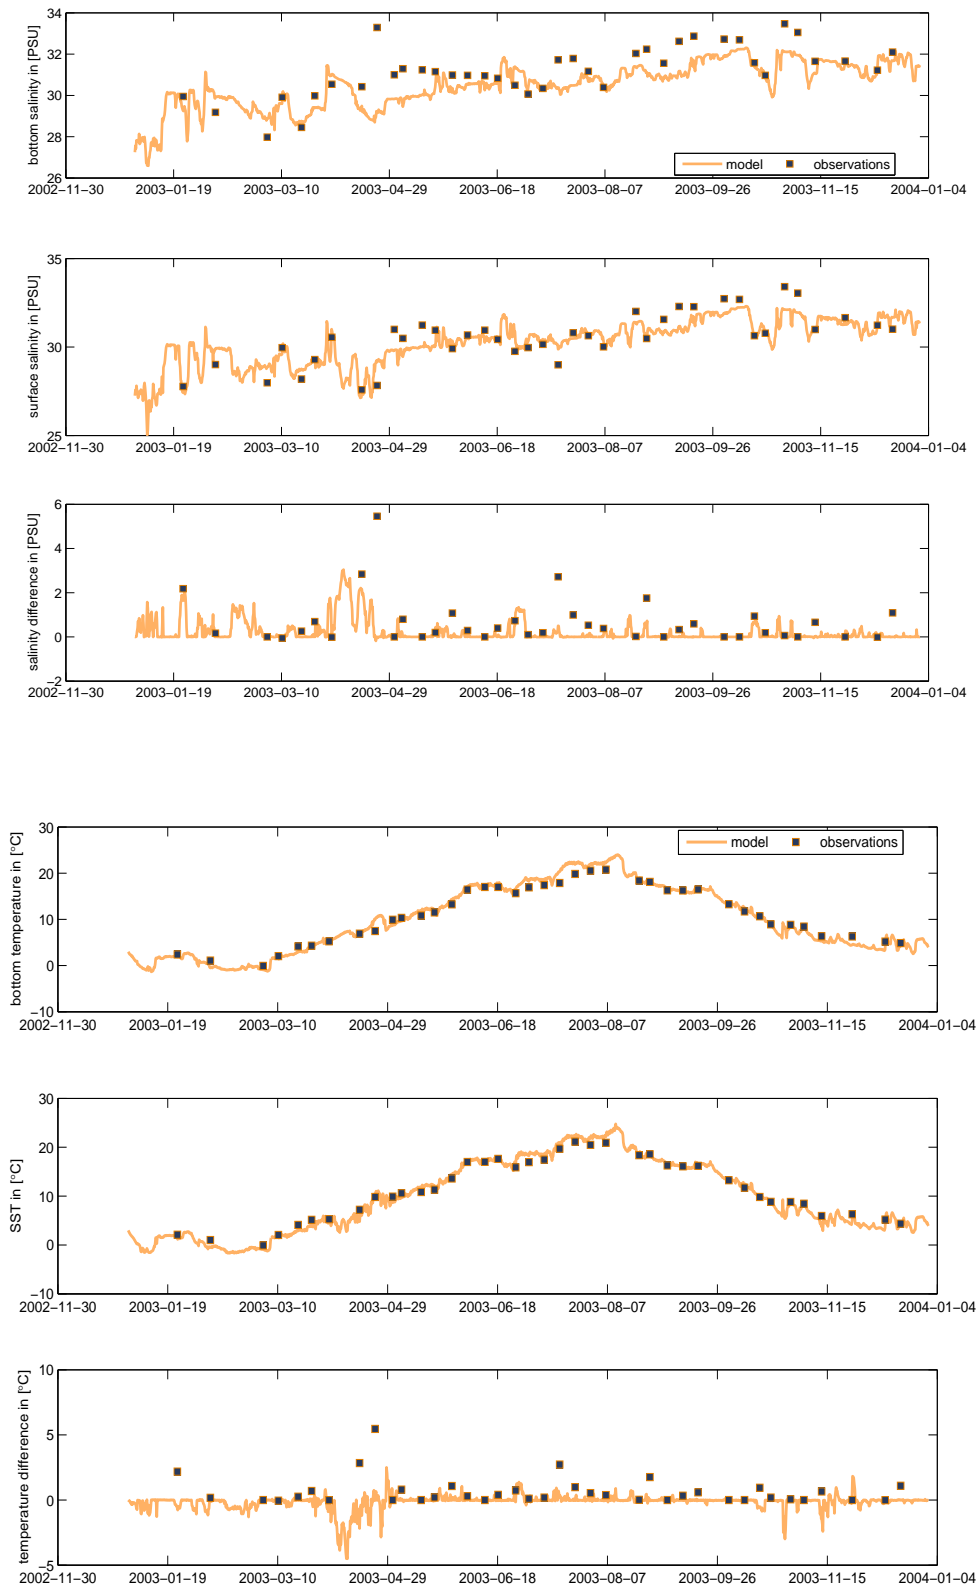 34
32
30
28
26
bottom salinity in [PSU]
model
observations
2002−11−30 2003−01−19 2003−03−10 2003−04−29 2003−06−18 2003−08−07 2003−09−26 2003−11−15 2004−01−04
35
30
25
surface salinity in [PSU]
2002−11−30 2003−01−19 2003−03−10 2003−04−29 2003−06−18 2003−08−07 2003−09−26 2003−11−15 2004−01−04
6
4
2
0
−2
salinity difference in [PSU]
2002−11−30 2003−01−19 2003−03−10 2003−04−29 2003−06−18 2003−08−07 2003−09−26 2003−11−15 2004−01−04
30
20
10
0
−10
bottom temperature in [°C]
model
observations
2002−11−30 2003−01−19 2003−03−10 2003−04−29 2003−06−18 2003−08−07 2003−09−26 2003−11−15 2004−01−04
30
20
10
0
−10
SST in [°C]
2002−11−30 2003−01−19 2003−03−10 2003−04−29 2003−06−18 2003−08−07 2003−09−26 2003−11−15 2004−01−04
10
5
0
−5
temperature difference in [°C]
2002−11−30 2003−01−19 2003−03−10 2003−04−29 2003−06−18 2003−08−07 2003−09−26 2003−11−15 2004−01−04